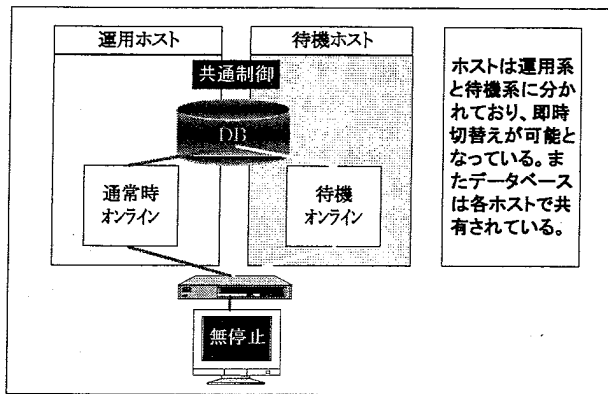 運用ホスト
待機ホスト
共通制御
DB
通常時
オンライン
待機
オンライン
無停止
ホストは運用系
と待機系に分か
れており、即時
切替えが可能と
なっている。ま
たデータベース
は各ホストで共
有されている。